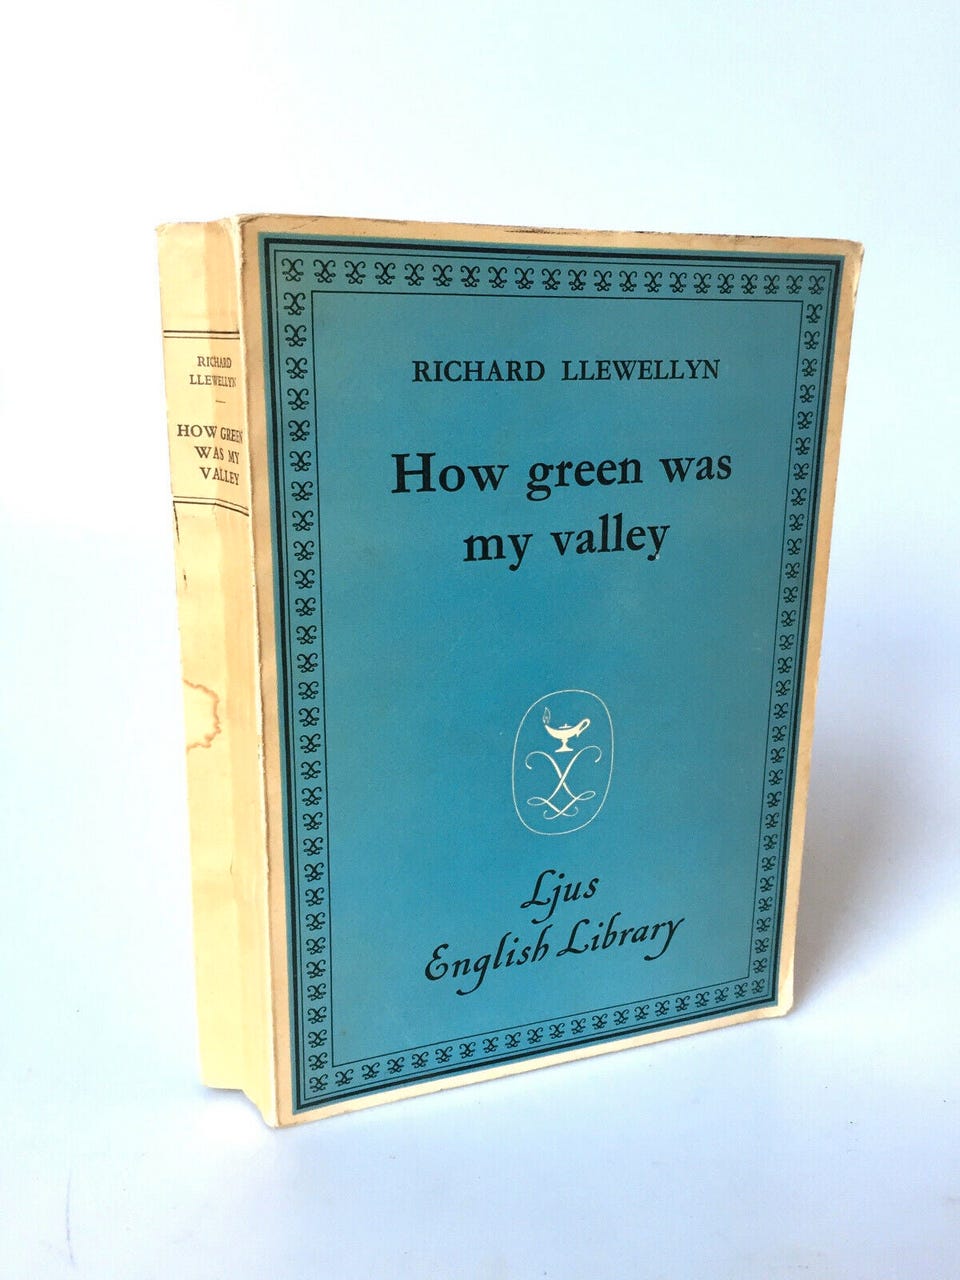 RICHARD
LLEWELLYN
HOW GREEN
WAS MY
VALLEY
RICHARD LLEWELLYN
How green was
my valley
Ljus
English Library